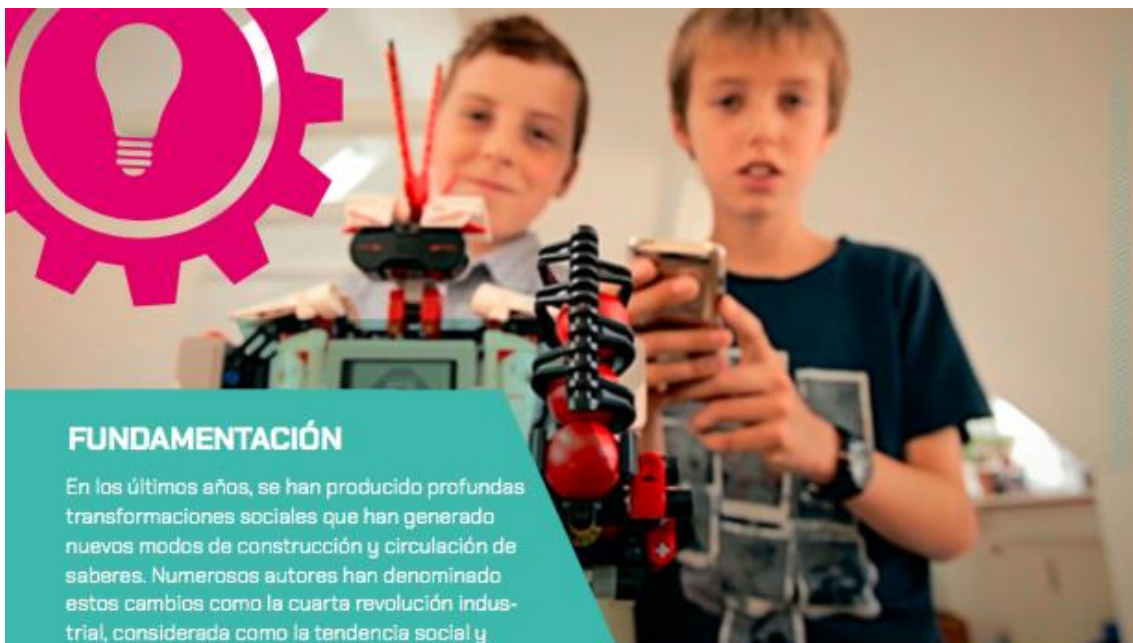 FUNDAMENTACIÓN
En los últimos años, se han producido profundas
transformaciones sociales que han generado
nuevos modos de construcción y circulación de
saberes. Numerosos autores han denominado
estos cambios como la cuarta revolución indus-
trial, considerada como la tendencia social y